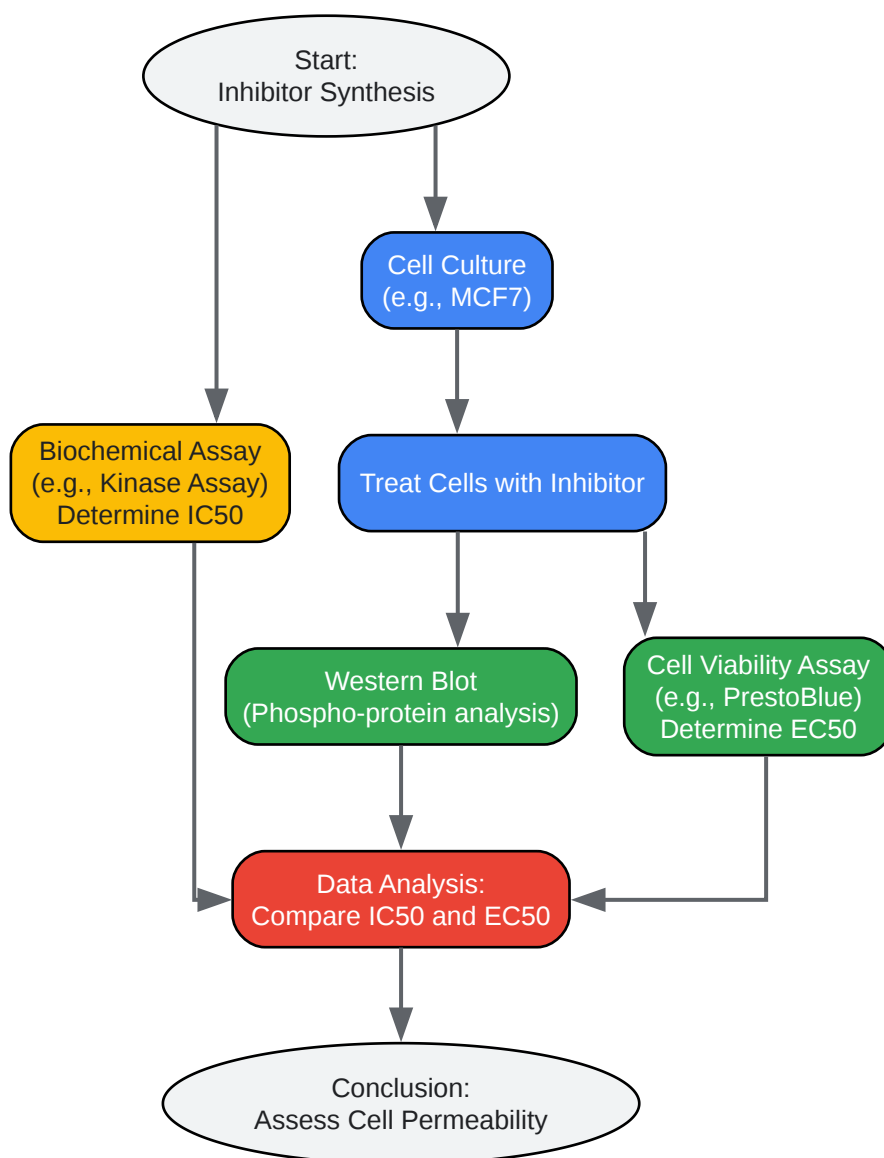 Start:
Inhibitor Synthesis
Cell Culture
(e.g., MCF7)
Biochemical Assay
(e.g., Kinase Assay)
Determine IC50
Treat Cells with Inhibitor
Western Blot
(Phospho-protein analysis)
Cell Viability Assay
(e.g., PrestoBlue)
Determine EC50
Data Analysis:
Compare IC50 and EC50
Conclusion:
Assess Cell Permeability